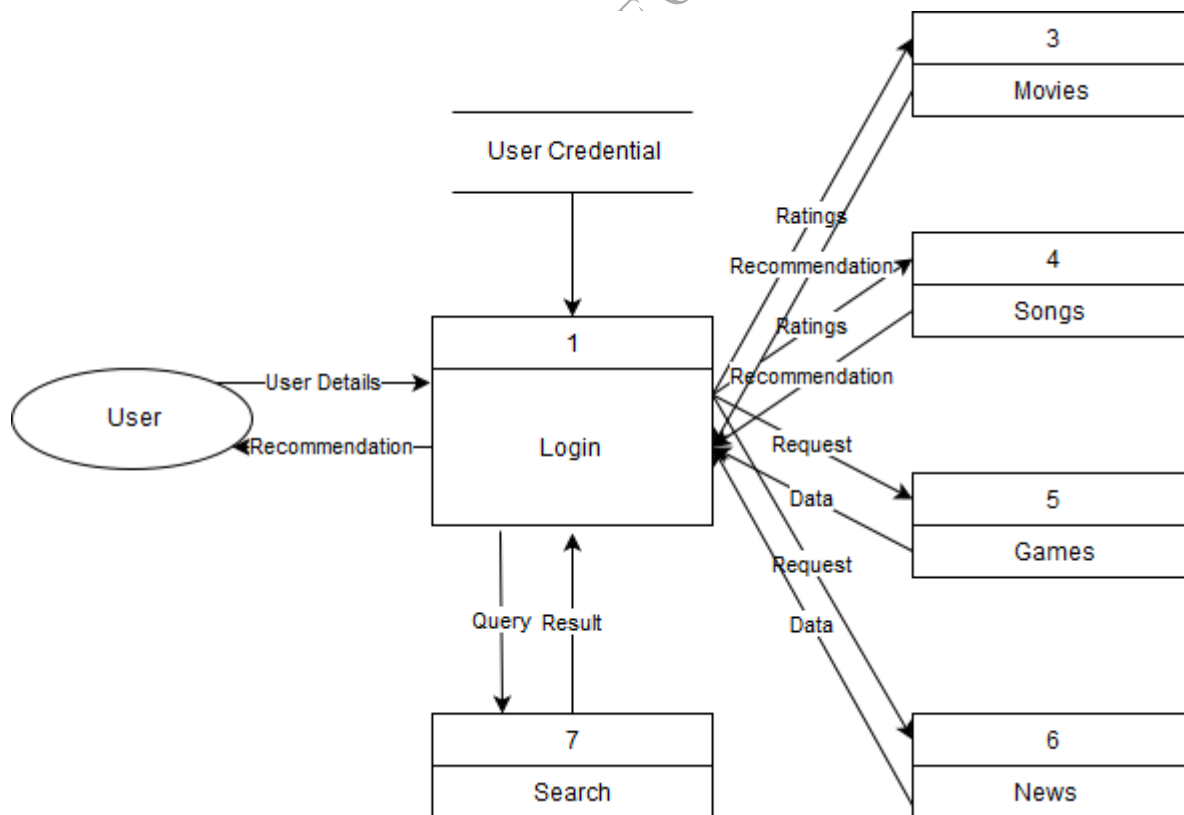 3
Movies
User Credential
Ratings
Recommendation
4
Songs
Ratings
1
Recommendation
User Details
User
Recommendation
Login
Request
Data
5
Games
Request
Query
Result
Data
7
Search
6
News